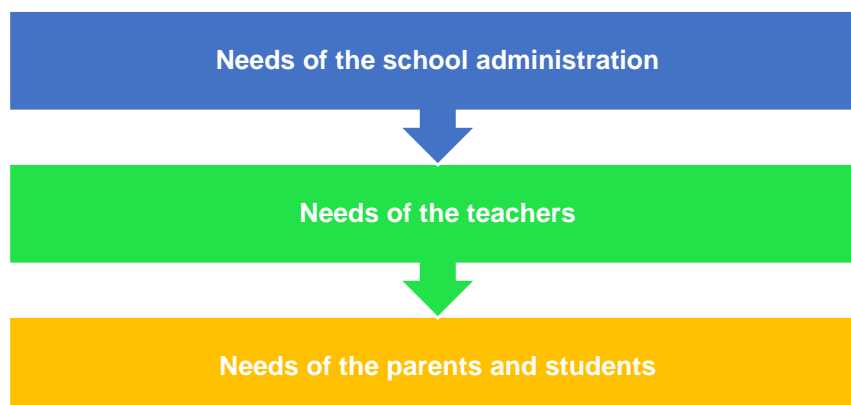 Needs of the school administration
Needs of the teachers
Needs of the parents and students